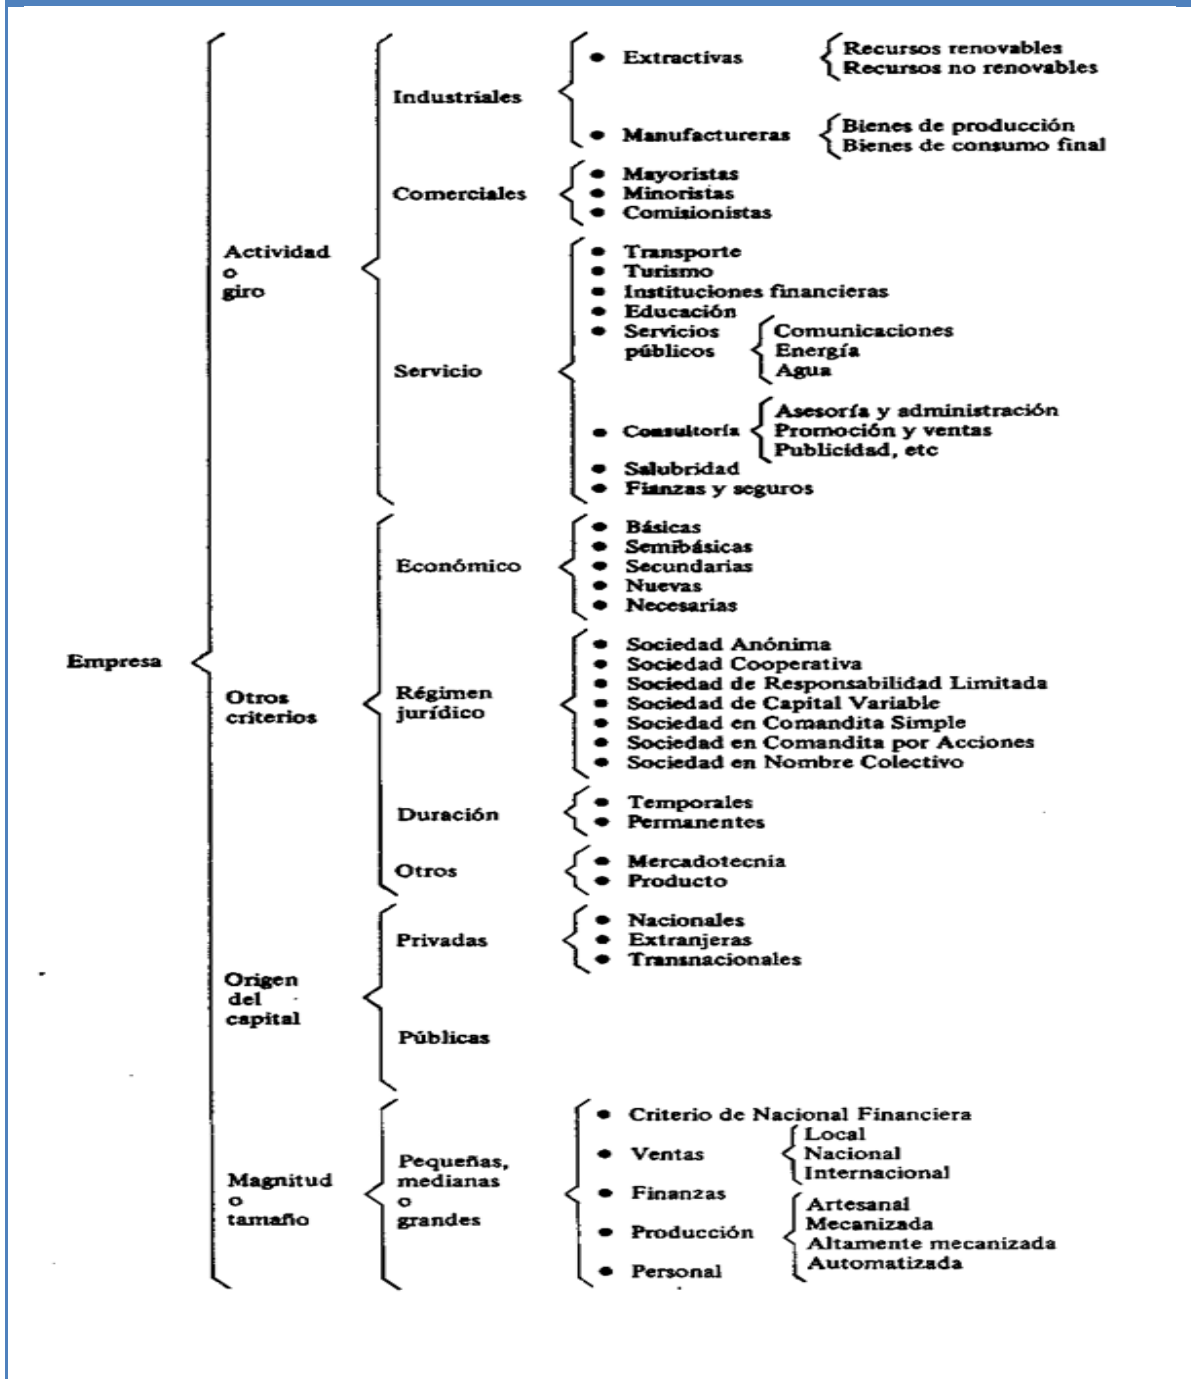 Empresa
Actividad
o
giro
Industriales
• Extractivas
Recursos renovables
Recursos no renovables
• Manufactureras
Bienes de producción
Bienes de consumo final
Comerciales
• Mayoristas
• Minoristas
• Comisionistas
Servicio
• Transporte
• Turismo
• Instituciones financieras
• Educación
• Servicios
públicos
Comunicaciones
Energía
Agua
• Consultoría
Asesoría y administración
Promoción y ventas
Publicidad, etc
• Salubridad
• Fianzas y seguros
Otros
criterios
Económico
• Básicas
• Semibásicas
• Secundarias
• Nuevas
• Necesarias
Régimen
jurídico
• Sociedad Anónima
• Sociedad Cooperativa
• Sociedad de Responsabilidad Limitada
• Sociedad de Capital Variable
• Sociedad en Comandita Simple
• Sociedad en Comandita por Acciones
• Sociedad en Nombre Colectivo
Duración
• Temporales
• Permanentes
Otros
• Mercadotecnia
• Producto
Origen
del
capital
Privadas
• Nacionales
• Extranjeras
• Transnacionales
Públicas
Magnitud
o
tamaño
Pequeñas,
medianas
o
grandes
• Criterio de Nacional Financiera
• Ventas
Local
Nacional
Internacional
• Finanzas
• Producción
Artesanal
Mecanizada
Altamente mecanizada
Automatizada
• Personal